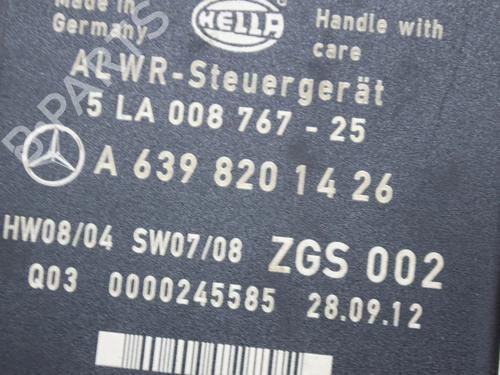 Made in
Germany
HELLA
Handle with
care
ALWR-Steuergerät
5 LA 008 767 - 25
A 639 820 14 26
HW08/04 SW07/08 ZGS 002
Q03 0000245585 28.09.12
B-PARTS